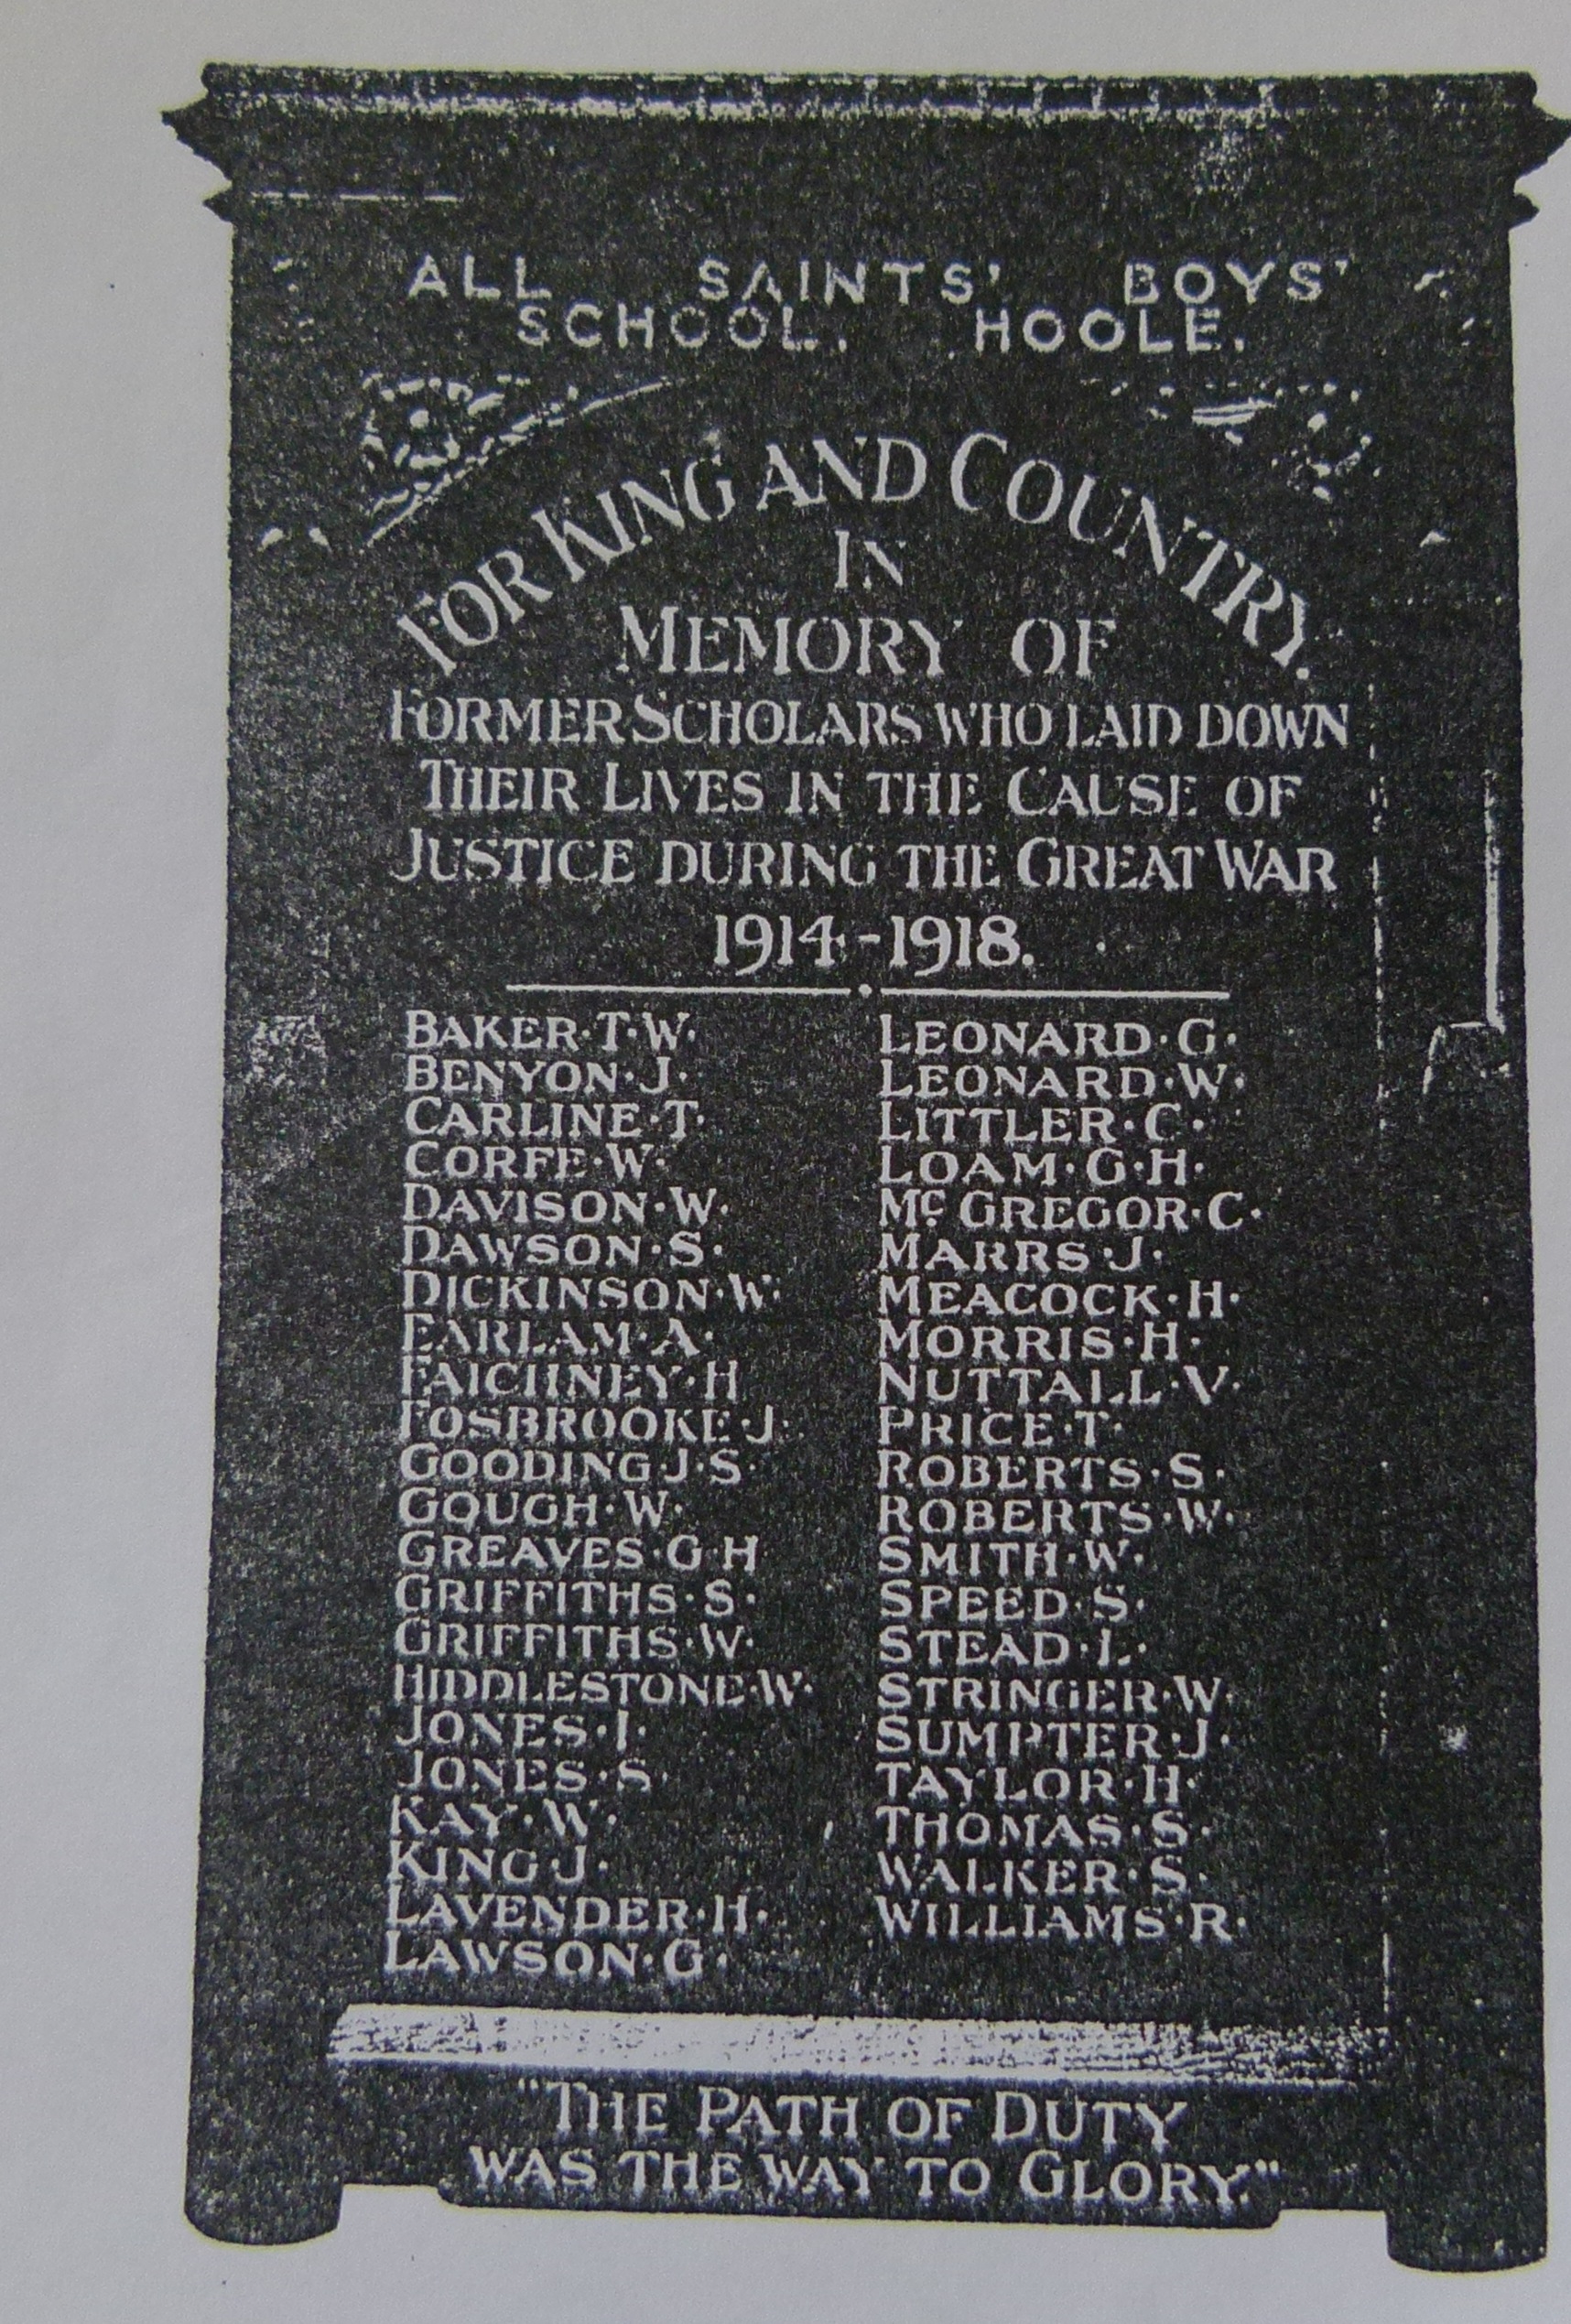 ALL SAINTS' BOYS'
SCHOOL, HOOLE.
FOR KING AND COUNTRY.
IN
MEMORY OF
FORMER SCHOLARS WHO LAID DOWN
THEIR LIVES IN THE CAUSE OF
JUSTICE DURING THE GREAT WAR
1914-1918.
BAKER·T·W·
BENYON·J·
CARLINE·T·
CORFE·W·
DAVISON·W·
DAWSON·S·
DICKINSON·W·
EARLAM·A·
FAICHNEY·H
FOSBROOKE·J·
GOODING J·S·
GOUGH·W·
GREAVES·G·H
GRIFFITHS·S·
GRIFFITHS·W·
HIDDLESTONE·W·
JONES·I·
JONES·S·
KAY·W·
KING·J·
LAVENDER·H·
LAWSON·G·
LEONARD·G·
LEONARD·W·
LITTLER·C·
LOAM·G·H·
Mc GREGOR·C·
MARRS·J·
MEACOCK·H·
MORRIS·H·
NUTTALL·V·
PRICE·T·
ROBERTS·S·
ROBERTS·W·
SMITH·W·
SPEED·S·
STEAD·L·
STRINGER·W·
SUMPTER·J·
TAYLOR·H·
THOMAS·S·
WALKER·S·
WILLIAMS·R·
"THE PATH OF DUTY
WAS THE WAY TO GLORY."